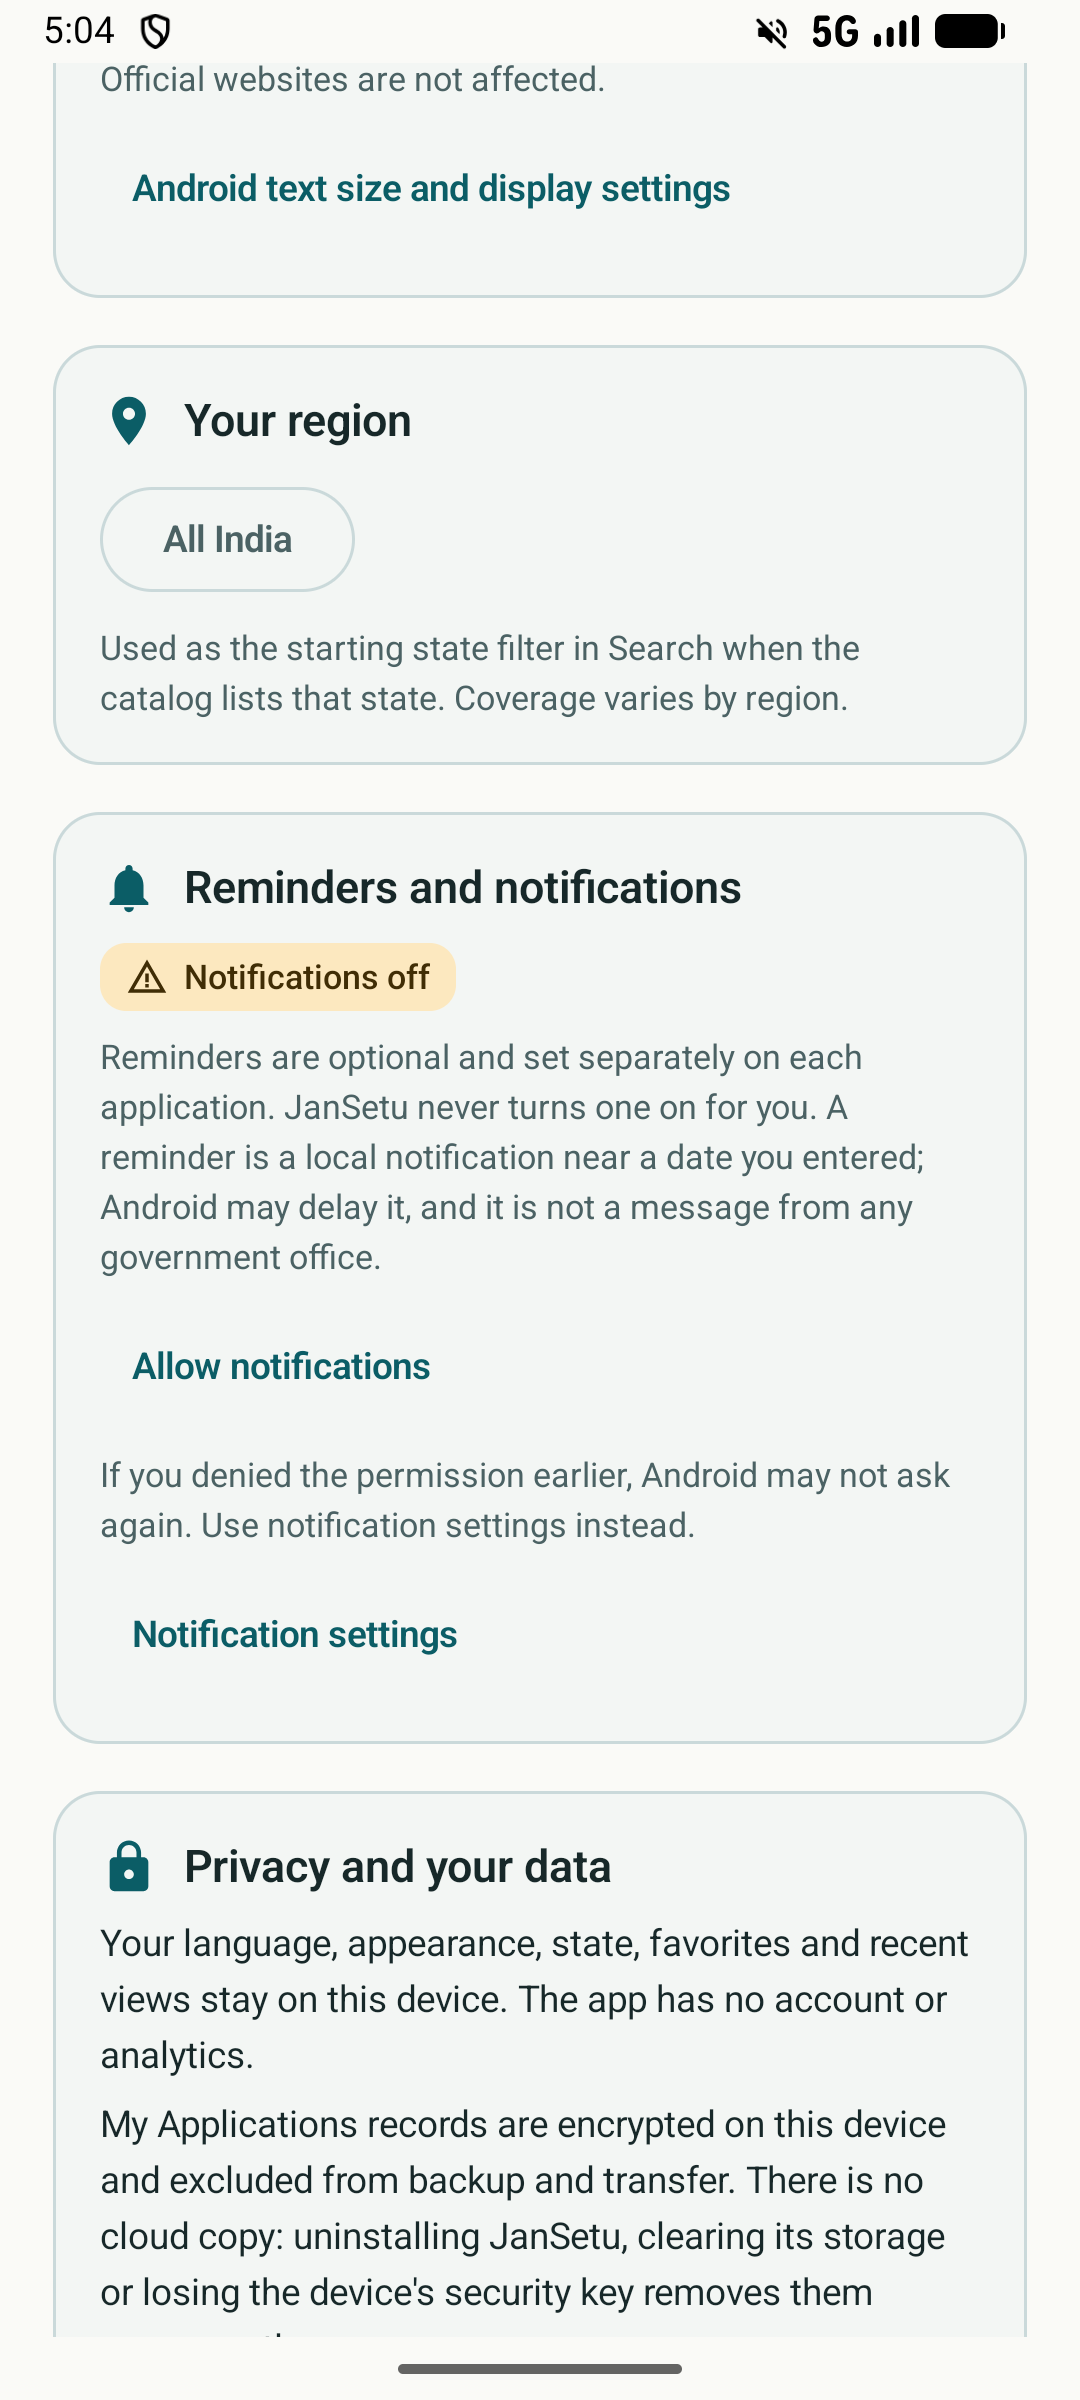 5:04
5G
Official websites are not affected.
Android text size and display settings
Your region
All India
Used as the starting state filter in Search when the
catalog lists that state. Coverage varies by region.
Reminders and notifications
Notifications off
Reminders are optional and set separately on each
application. JanSetu never turns one on for you. A
reminder is a local notification near a date you entered;
Android may delay it, and it is not a message from any
government office.
Allow notifications
If you denied the permission earlier, Android may not ask
again. Use notification settings instead.
Notification settings
Privacy and your data
Your language, appearance, state, favorites and recent
views stay on this device. The app has no account or
analytics.
My Applications records are encrypted on this device
and excluded from backup and transfer. There is no
cloud copy: uninstalling JanSetu, clearing its storage
or losing the device's security key removes them